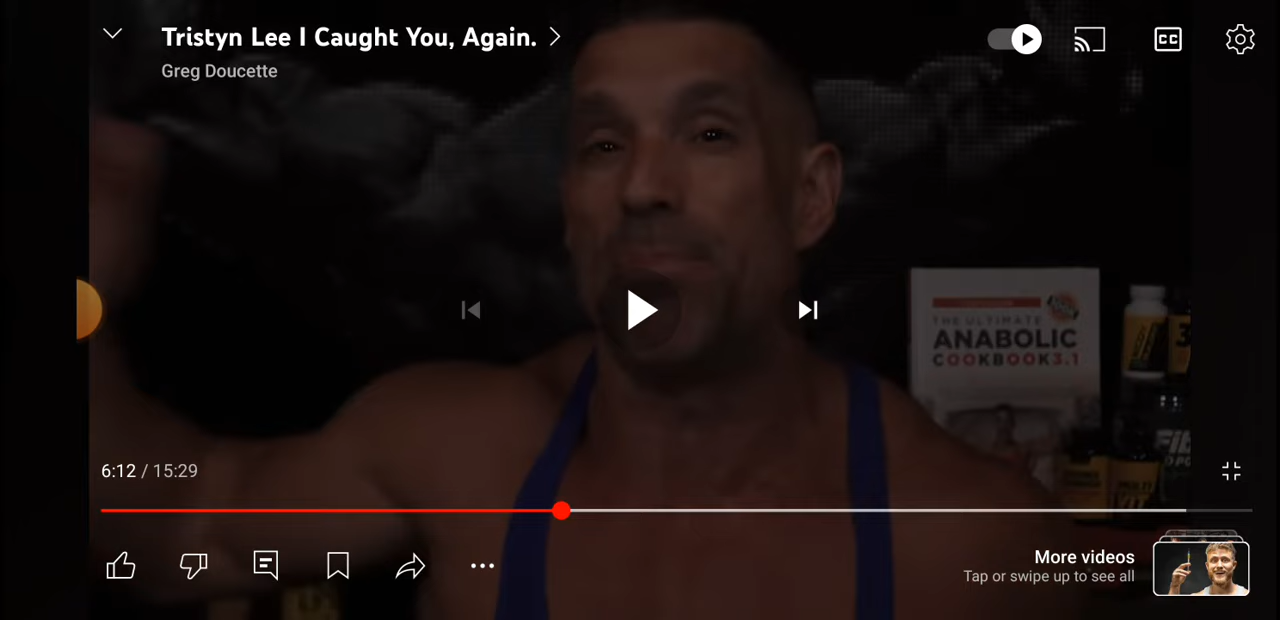 Tristyn Lee I Caught You, Again.
Greg Doucette
CC
THE ULTIMATE
ANABOLIC
COOKBOOK 3.1
6:12 / 15:29
More videos
Tap or swipe up to see all